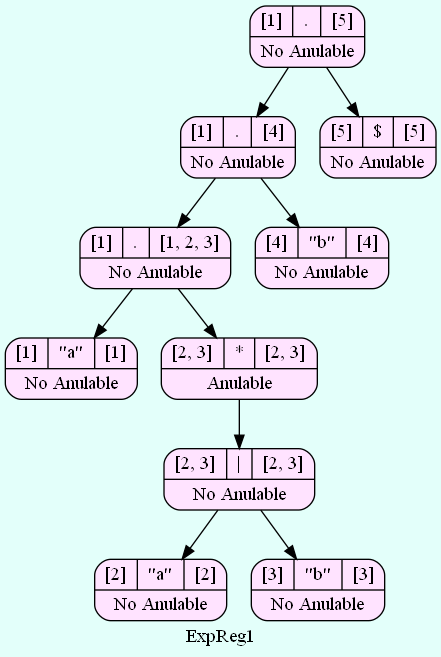 [1] . [5]
No Anulable
[1] . [4]
No Anulable
[5] $ [5]
No Anulable
[1] . [1, 2, 3]
No Anulable
[4] "b" [4]
No Anulable
[1] "a" [1]
No Anulable
[2, 3] * [2, 3]
Anulable
[2, 3] | [2, 3]
No Anulable
[2] "a" [2]
No Anulable
[3] "b" [3]
No Anulable
ExpReg1